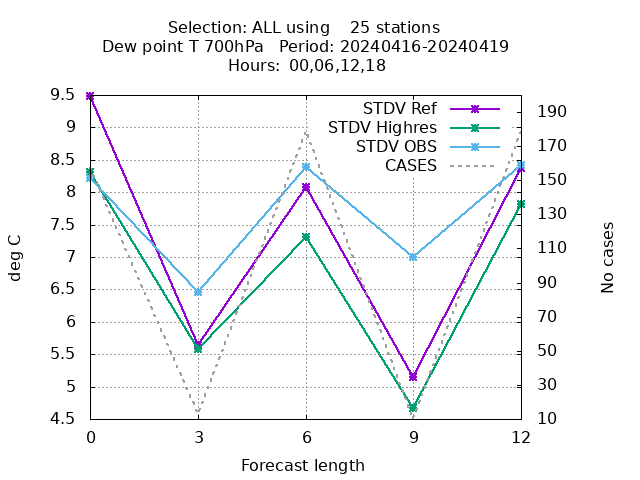 Selection: ALL using    25 stations
Dew point T 700hPa   Period: 20240416-20240419
Hours: 00,06,12,18
STDV Ref
STDV Highres
STDV OBS
CASES
9.5
9
8.5
8
7.5
7
6.5
6
5.5
5
4.5
190
170
150
130
110
90
70
50
30
10
deg C
No cases
0 3 6 9 12
Forecast length